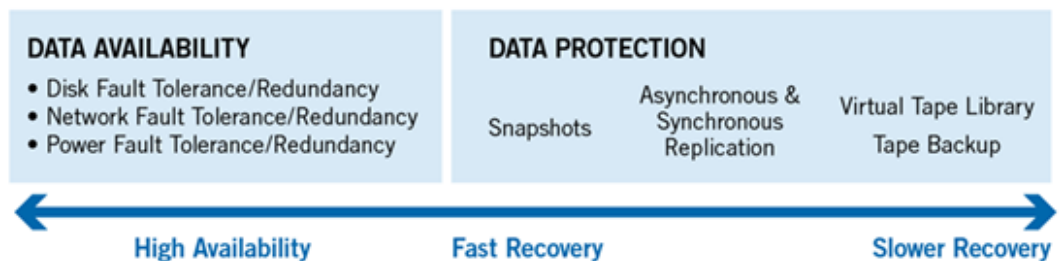 DATA AVAILABILITY
• Disk Fault Tolerance/Redundancy
• Network Fault Tolerance/Redundancy
• Power Fault Tolerance/Redundancy
DATA PROTECTION
Snapshots
Asynchronous &
Synchronous
Replication
Virtual Tape Library
Tape Backup
High Availability
Fast Recovery
Slower Recovery